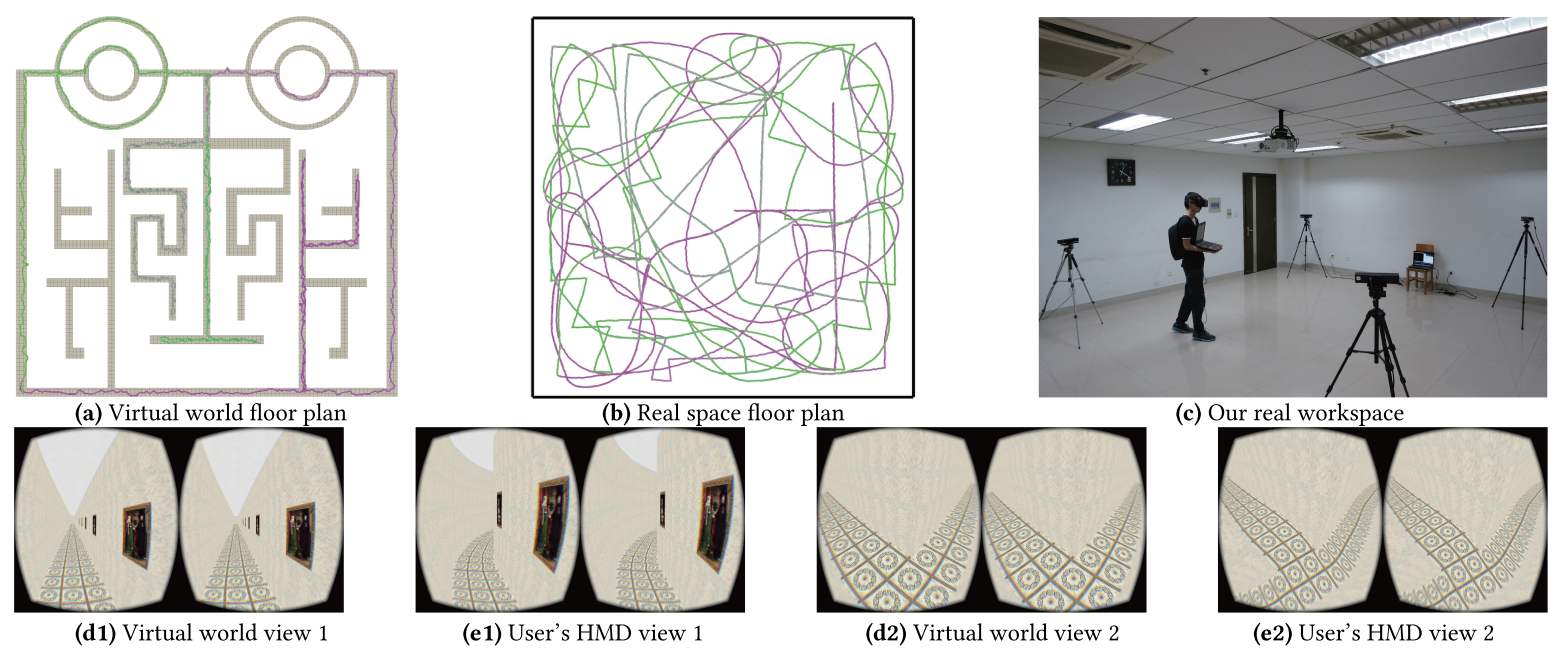 (a) Virtual world floor plan
(b) Real space floor plan
(c) Our real workspace
(d1) Virtual world view 1
(e1) User's HMD view 1
(d2) Virtual world view 2
(e2) User's HMD view 2